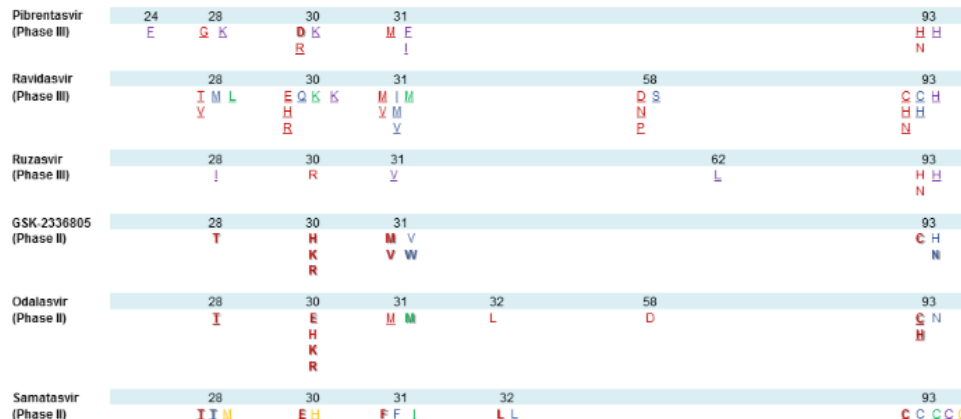 Pibrentasvir 24 28 30 31 93
(Phase III) F G K D K M F H H
R I N
Ravidasvir 28 30 31 58 93
(Phase III) T M L E Q K K M I M D S C C H
V H V M N H H
R V P N
Ruzasvir 28 30 31 62 93
(Phase III) I R V L H H
N
GSK-2336805 28 30 31 93
(Phase II) T H M V C H
K V W N
R
Odalasvir 28 30 31 32 58 93
(Phase II) T E M M L D C N
H H
K
R
Samatasvir 28 30 31 32 93
(Phase II) T T M E H F F I L L C C C C